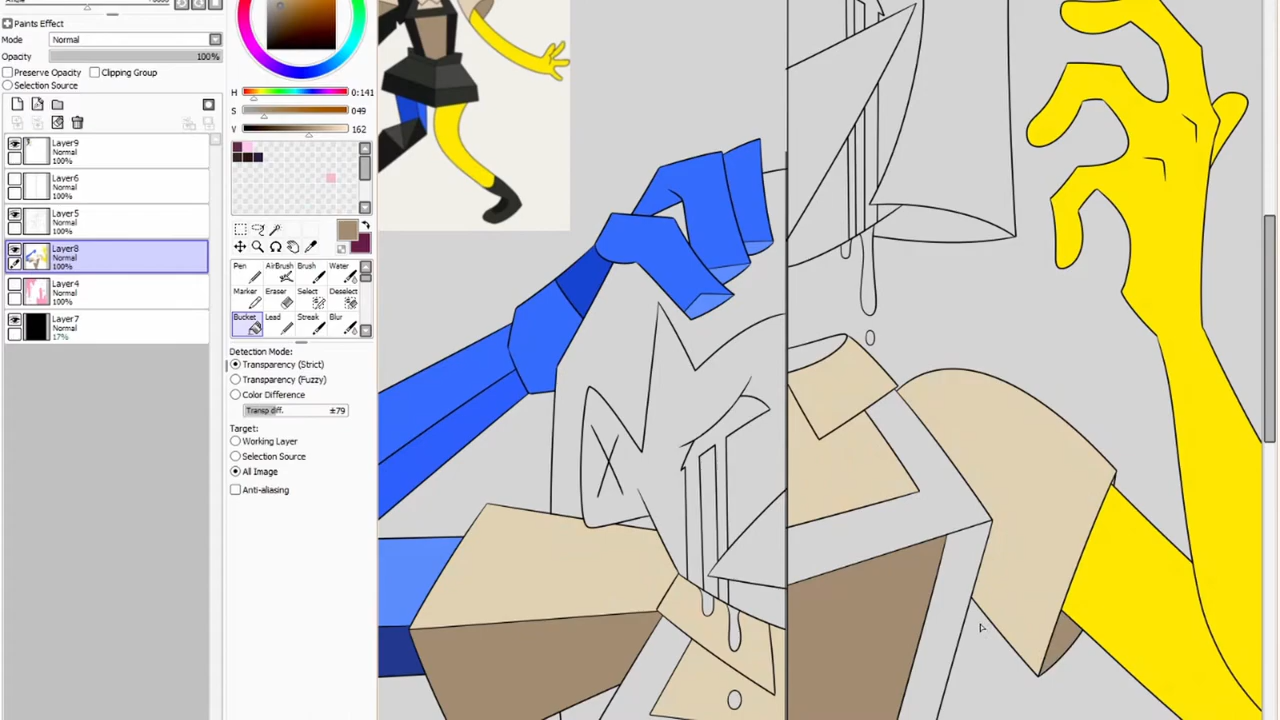 Paints Effect
Mode Normal
Opacity 100%
Preserve Opacity Clipping Group
Selection Source
Layer9
Normal
100%
Layer6
Normal
100%
Layer5
Normal
100%
Layer8
Normal
100%
Layer4
Normal
100%
Layer7
Normal
17%
H 0:141
S 049
V 162
Pen AirBrush Brush Water
Marker Eraser Select Deselect
Bucket Lead Streak Blur
Detection Mode:
Transparency (Strict)
Transparency (Fuzzy)
Color Difference
Transp diff. ±79
Target:
Working Layer
Selection Source
All Image
Anti-aliasing